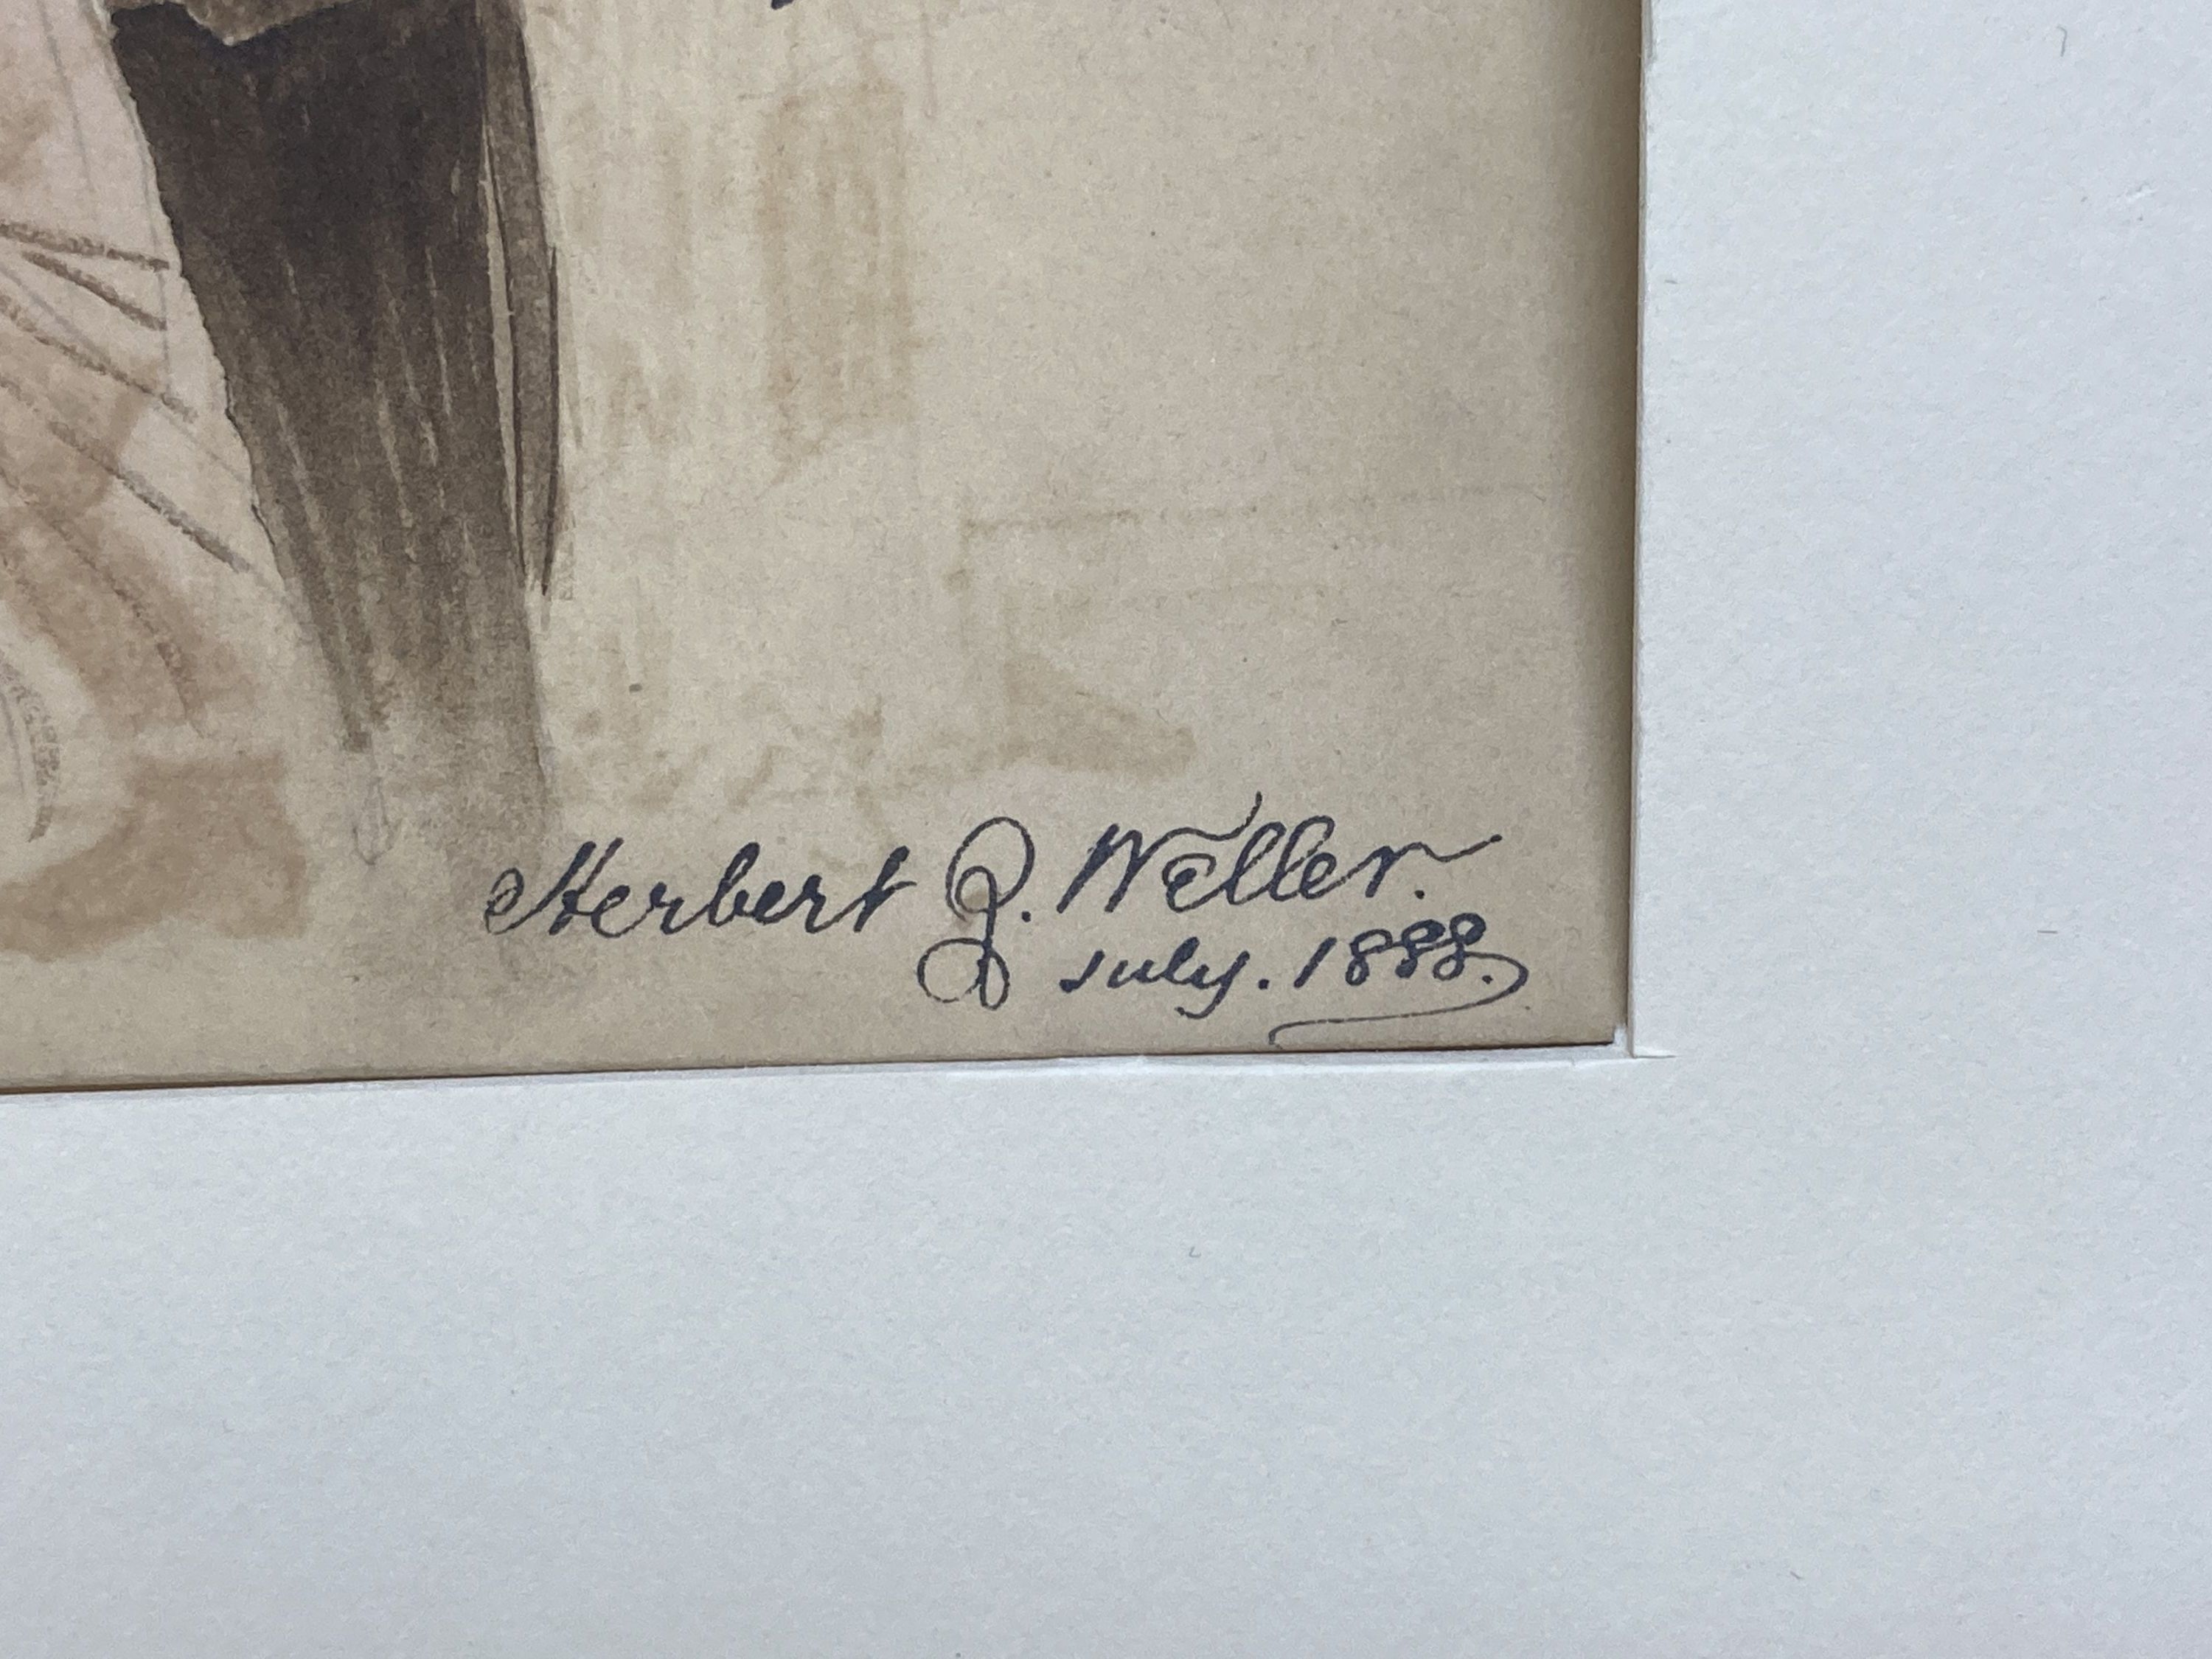 Herbert Weller.
July. 1888.